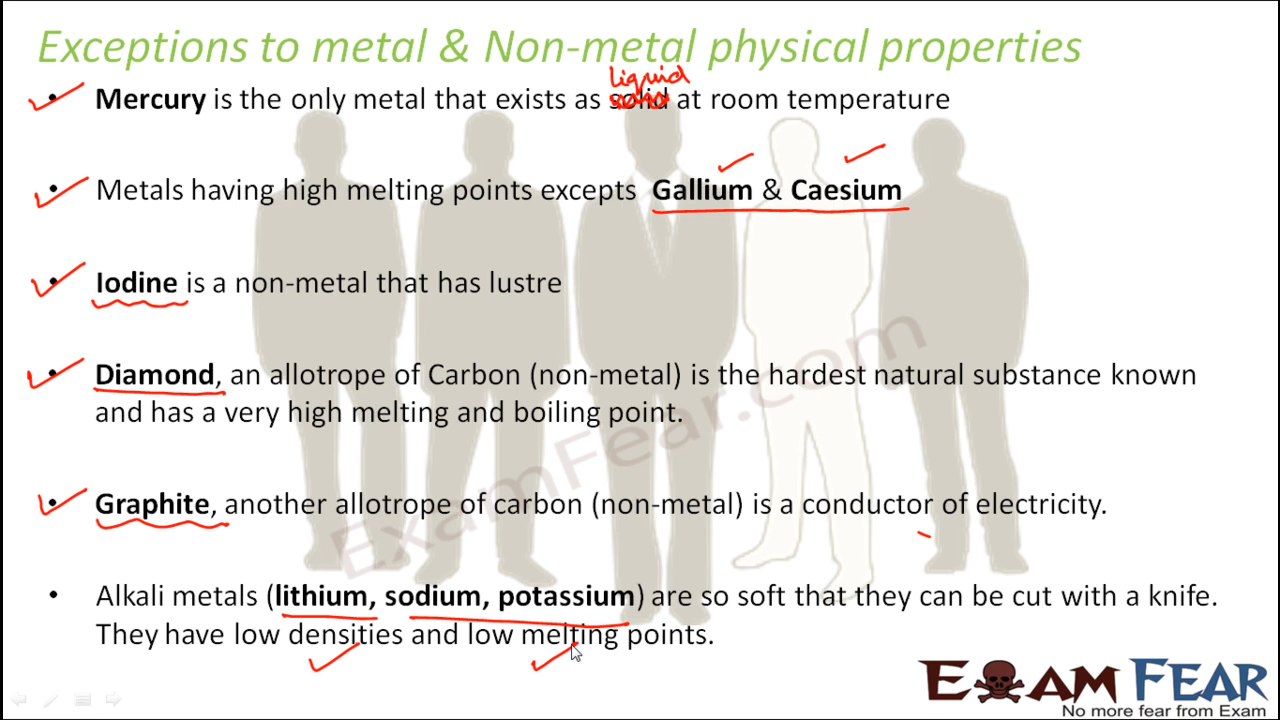 Exceptions to metal & Non-metal physical properties
liquid
• Mercury is the only metal that exists as solid at room temperature
• Metals having high melting points excepts Gallium & Caesium
• Iodine is a non-metal that has lustre
• Diamond, an allotrope of Carbon (non-metal) is the hardest natural substance known
and has a very high melting and boiling point.
• Graphite, another allotrope of carbon (non-metal) is a conductor of electricity.
• Alkali metals (lithium, sodium, potassium) are so soft that they can be cut with a knife.
They have low densities and low melting points.
ExamFear.com
EXAM FEAR
No more fear from Exam